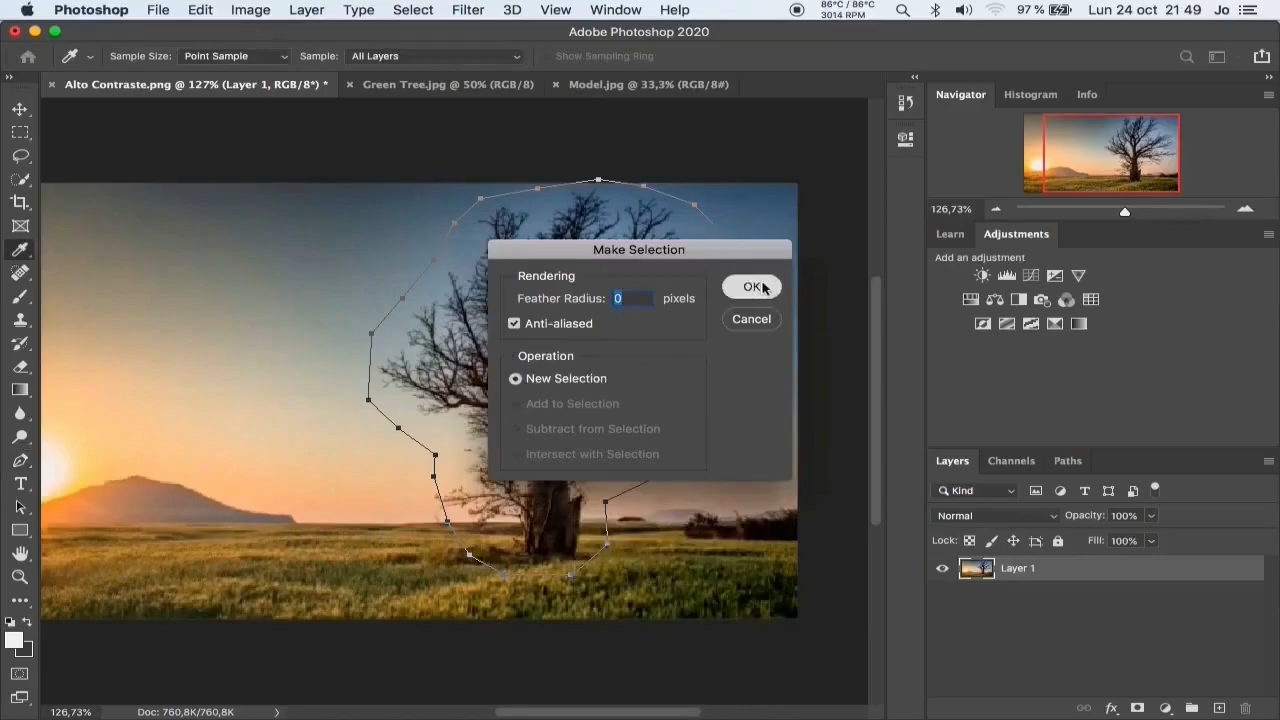 Photoshop File Edit Image Layer Type Select Filter 3D View Window Help 86°C / 86°C 3014 RPM 97 % Lun 24 oct 21 49 Jo
Adobe Photoshop 2020
Sample Size: Point Sample Sample: All Layers Show Sampling Ring
Alto Contraste.png @ 127% (Layer 1, RGB/8*) * Green Tree.jpg @ 50% (RGB/8) Model.jpg @ 33,3% (RGB/8#)
Navigator Histogram Info
126,73%
Learn Adjustments
Add an adjustment
Make Selection
Rendering
Feather Radius: 0 pixels
OK
Anti-aliased
Cancel
Operation
New Selection
Add to Selection
Subtract from Selection
Intersect with Selection
Layers Channels Paths
Kind
Normal Opacity: 100%
Lock: Fill: 100%
Layer 1
126,73% Doc: 760,8K/760,8K